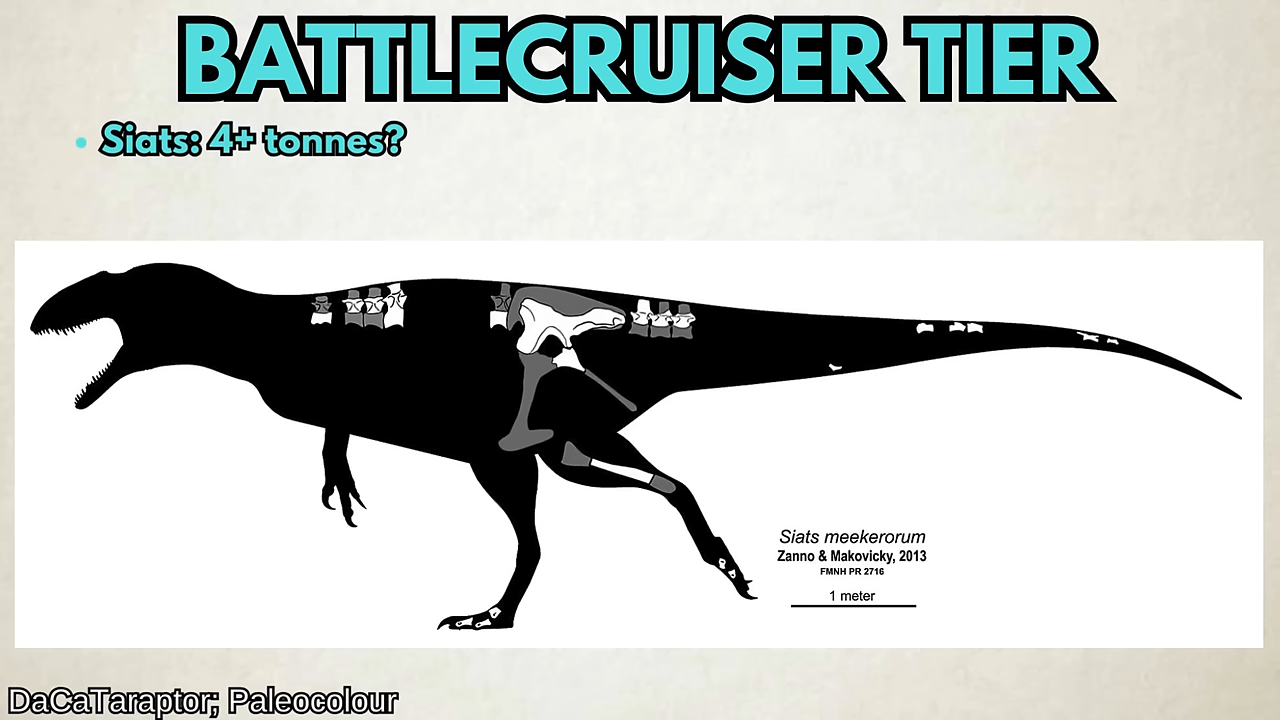 BATTLECRUISER TIER
• Siats: 4+ tonnes?
Siats meekerorum
Zanno & Makovicky, 2013
FMNH PR 2716
1 meter
DaCaTaraptor; Paleocolour